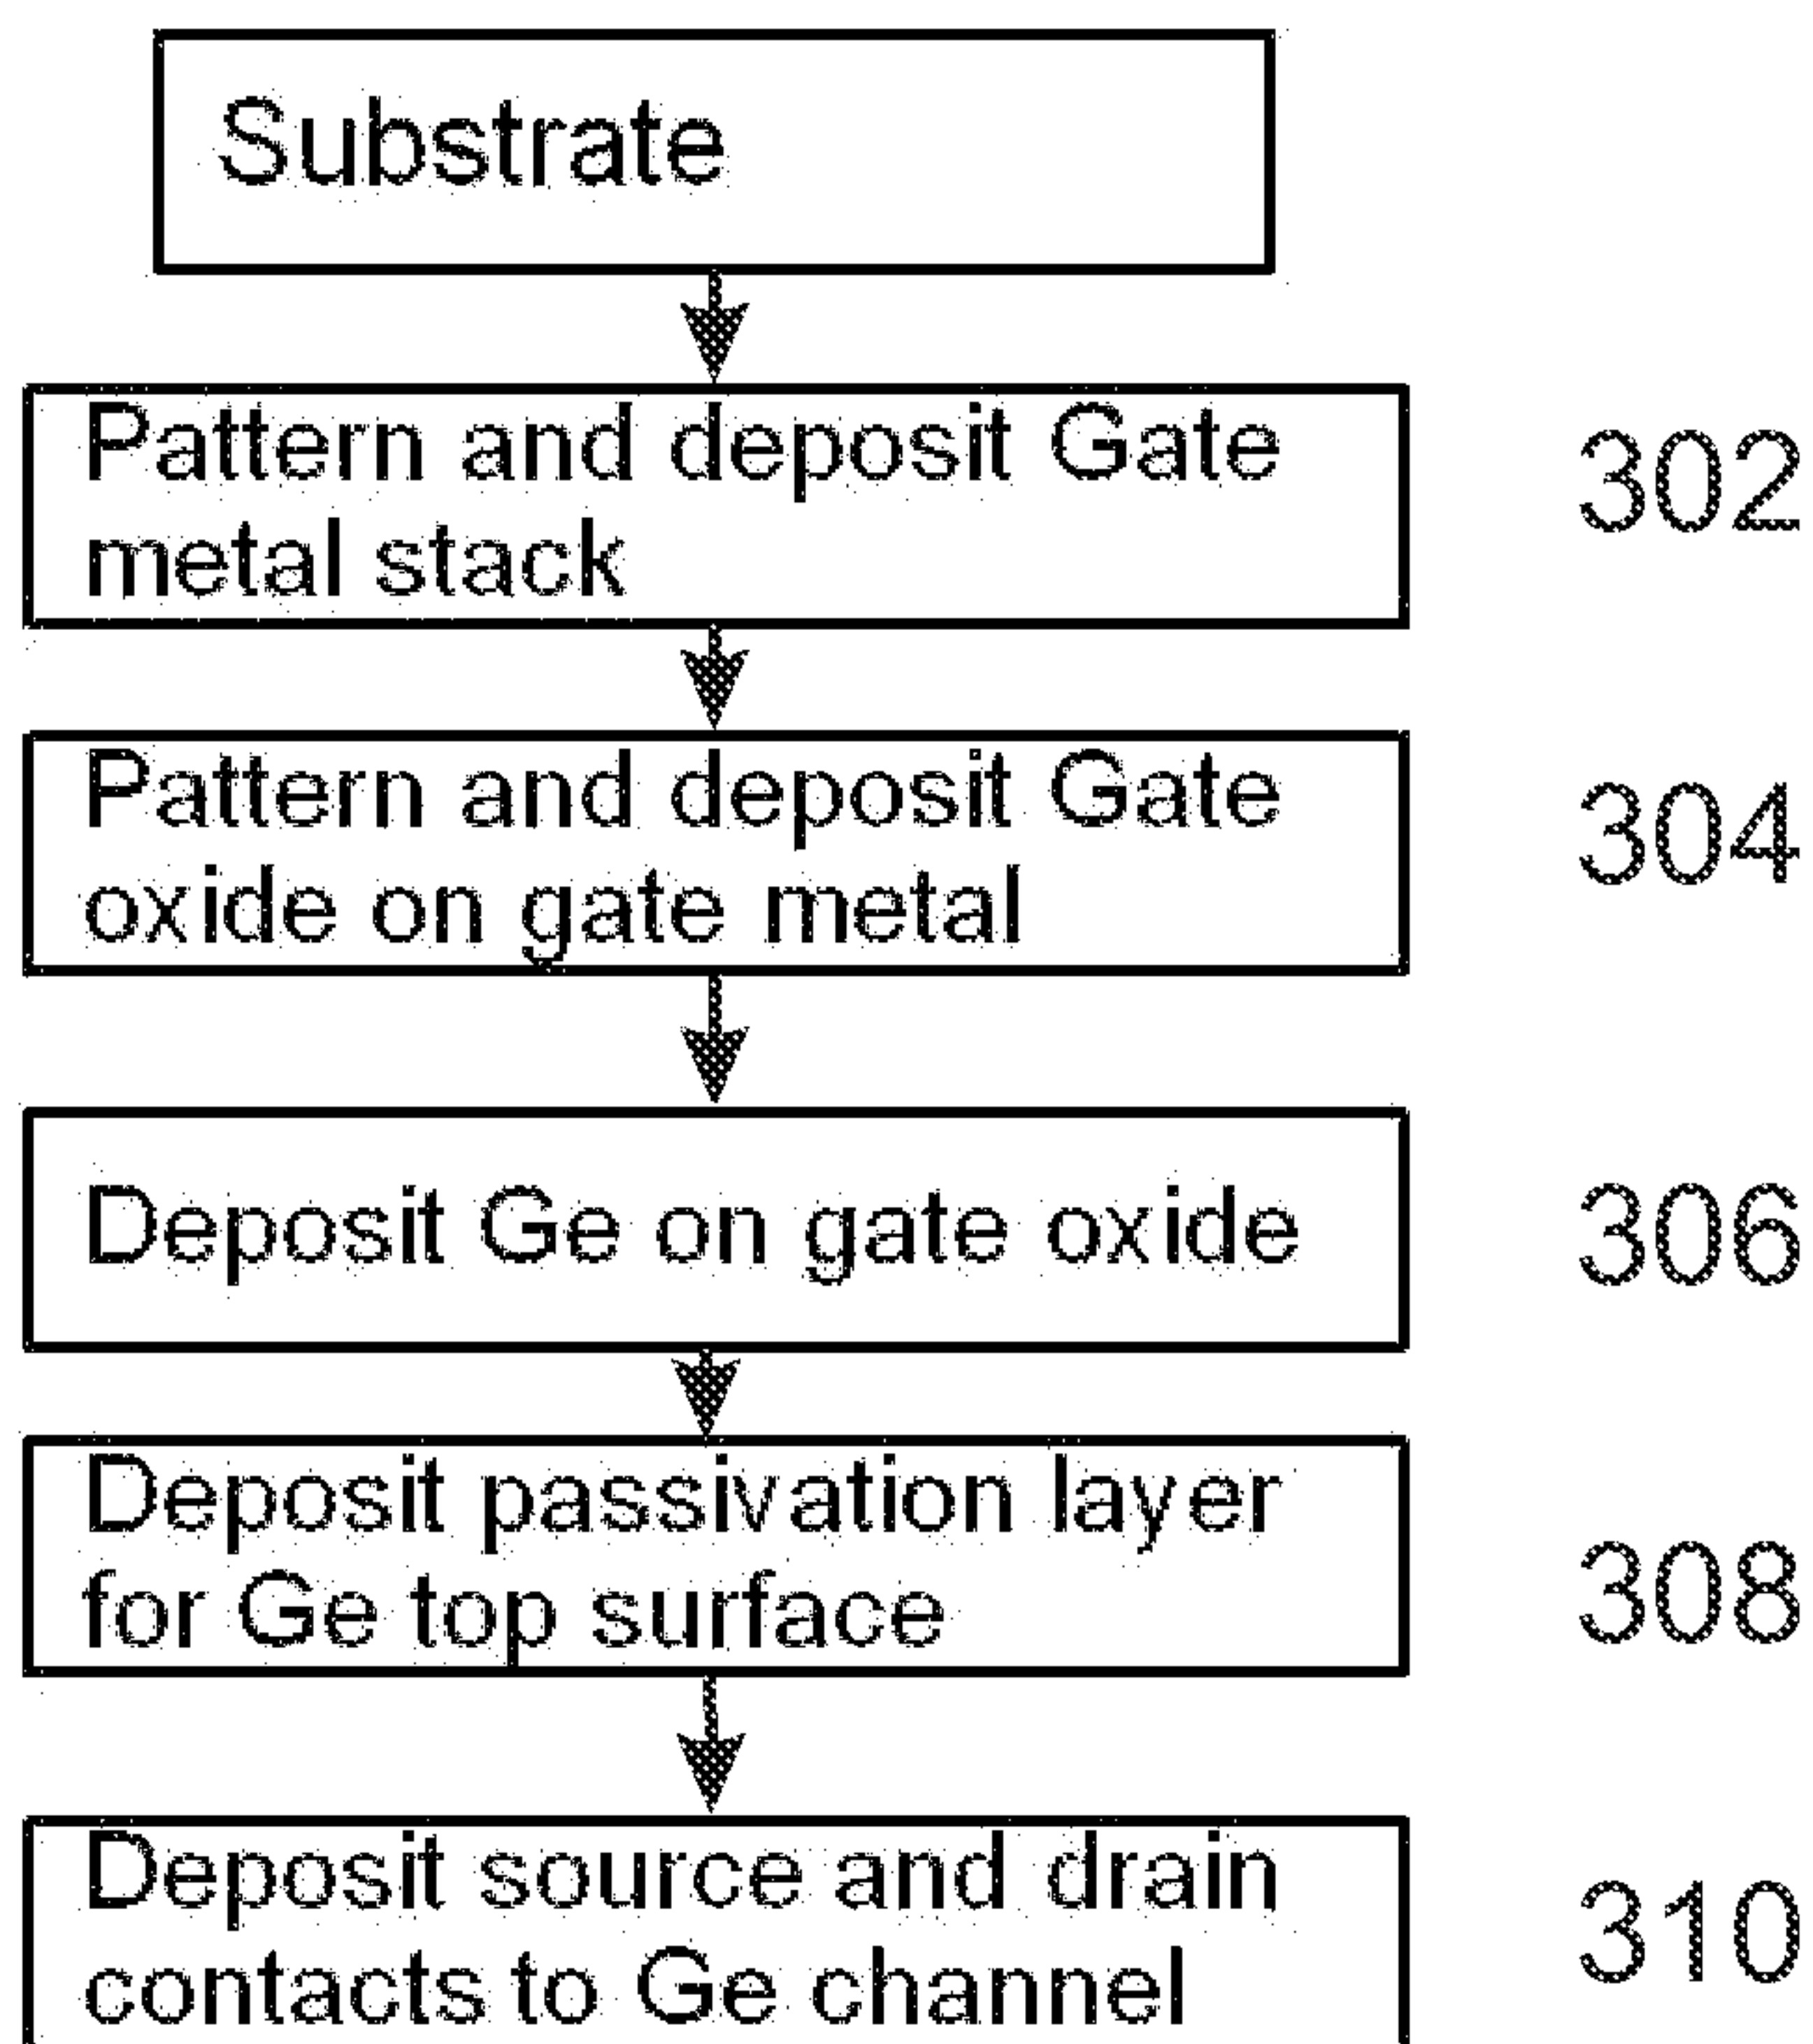 Substrate
Pattern and deposit Gate
metal stack
302
Pattern and deposit Gate
oxide on gate metal
304
Deposit Ge on gate oxide
306
Deposit passivation layer
for Ge top surface
308
Deposit source and drain
contacts to Ge channel
310